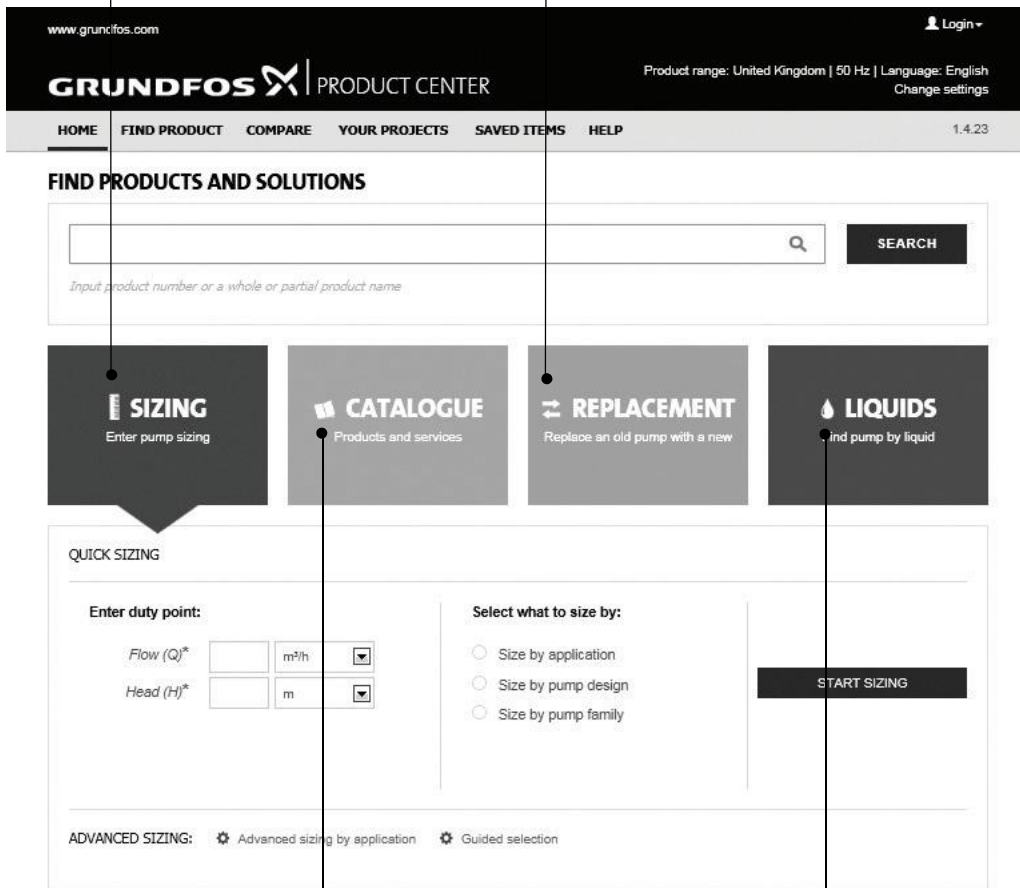 www.grundfos.com
Login
GRUNDFOS PRODUCT CENTER
Product range: United Kingdom | 50 Hz | Language: English
Change settings
HOME FIND PRODUCT COMPARE YOUR PROJECTS SAVED ITEMS HELP 1.4.23
FIND PRODUCTS AND SOLUTIONS
SEARCH
Input product number or a whole or partial product name
SIZING
Enter pump sizing
CATALOGUE
Products and services
REPLACEMENT
Replace an old pump with a new
LIQUIDS
Find pump by liquid
QUICK SIZING
Enter duty point:
Flow (Q)* m³/h
Head (H)* m
Select what to size by:
Size by application
Size by pump design
Size by pump family
START SIZING
ADVANCED SIZING: Advanced sizing by application Guided selection